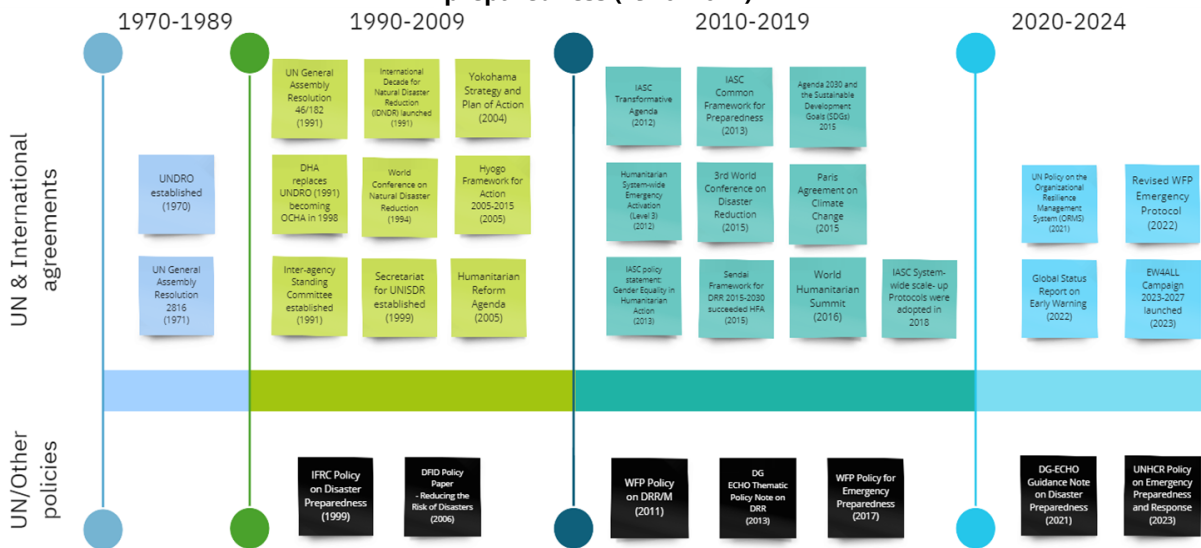 preparedness (1970-2024)
1970-1989
1990-2009
2010-2019
2020-2024
UN & International
agreements
UNDRO
established
(1970)
UN General
Assembly
Resolution
2816
(1971)
UN General
Assembly
Resolution
46/182
(1991)
International
Decade for
Natural Disaster
Reduction
(IDNDR) launched
(1991)
Yokohama
Strategy and
Plan of Action
(2004)
DHA
replaces
UNDRO (1991)
becoming
OCHA in 1998
World
Conference on
Natural Disaster
Reduction
(1994)
Hyogo
Framework for
Action
2005-2015
(2005)
Inter-agency
Standing
Committee
established
(1991)
Secretariat
for UNISDR
established
(1999)
Humanitarian
Reform
Agenda
(2005)
IASC
Transformative
Agenda
(2012)
IASC
Common
Framework for
Preparedness
(2013)
Agenda 2030 and
the Sustainable
Development
Goals (SDGs)
2015
Humanitarian
System-wide
Emergency
Activation
(Level 3)
(2012)
3rd World
Conference on
Disaster
Reduction
(2015)
Paris
Agreement on
Climate
Change
(2015
IASC policy
statement:
Gender Equality in
Humanitarian
Action
(2013)
Sendai
Framework for
DRR 2015-2030
succeeded HFA
(2015)
World
Humanitarian
Summit
(2016)
IASC System-
wide scale- up
Protocols were
adopted in
2018
UN Policy on the
Organizational
Resilience
Management
System (ORMS)
(2021)
Revised WFP
Emergency
Protocol
(2022)
Global Status
Report on
Early Warning
(2022)
EW4ALL
Campaign
2023-2027
launched
(2023)
UN/Other
policies
IFRC Policy
on Disaster
Preparedness
(1999)
DFID Policy
Paper
- Reducing the
Risk of Disasters
(2006)
WFP Policy
on DRR/M
(2011)
DG
ECHO Thematic
Policy Note on
DRR
(2013)
WFP Policy for
Emergency
Preparedness
(2017)
DG-ECHO
Guidance Note
on Disaster
Preparedness
(2021)
UNHCR Policy
on Emergency
Preparedness
and Response
(2023)